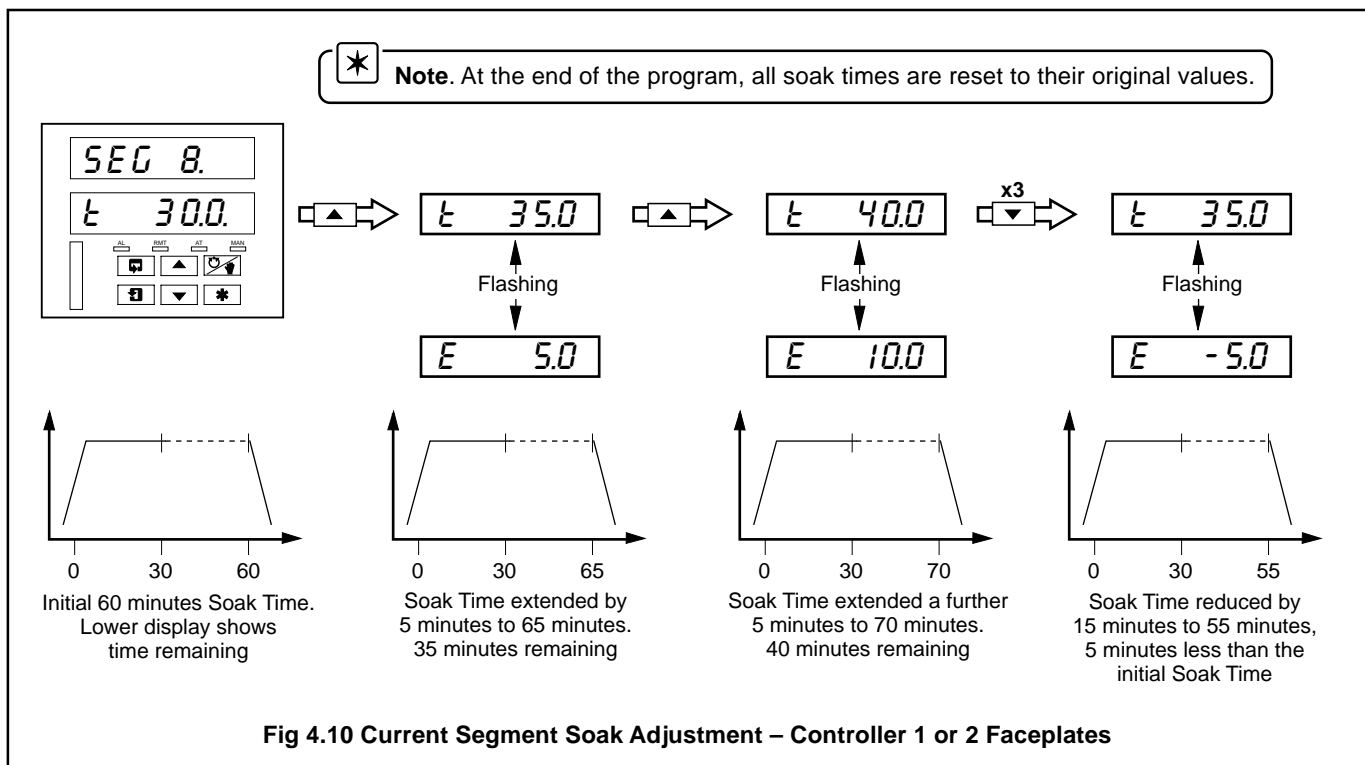 Note. At the end of the program, all soak times are reset to their original values.
SEG 8.
t 30.0.
AL RMT AT MAN
t 35.0
Flashing
E 5.0
t 40.0
Flashing
E 10.0
x3
t 35.0
Flashing
E -5.0
0 30 60
Initial 60 minutes Soak Time.
Lower display shows
time remaining
0 30 65
Soak Time extended by
5 minutes to 65 minutes.
35 minutes remaining
0 30 70
Soak Time extended a further
5 minutes to 70 minutes.
40 minutes remaining
0 30 55
Soak Time reduced by
15 minutes to 55 minutes,
5 minutes less than the
initial Soak Time
Fig 4.10 Current Segment Soak Adjustment – Controller 1 or 2 Faceplates